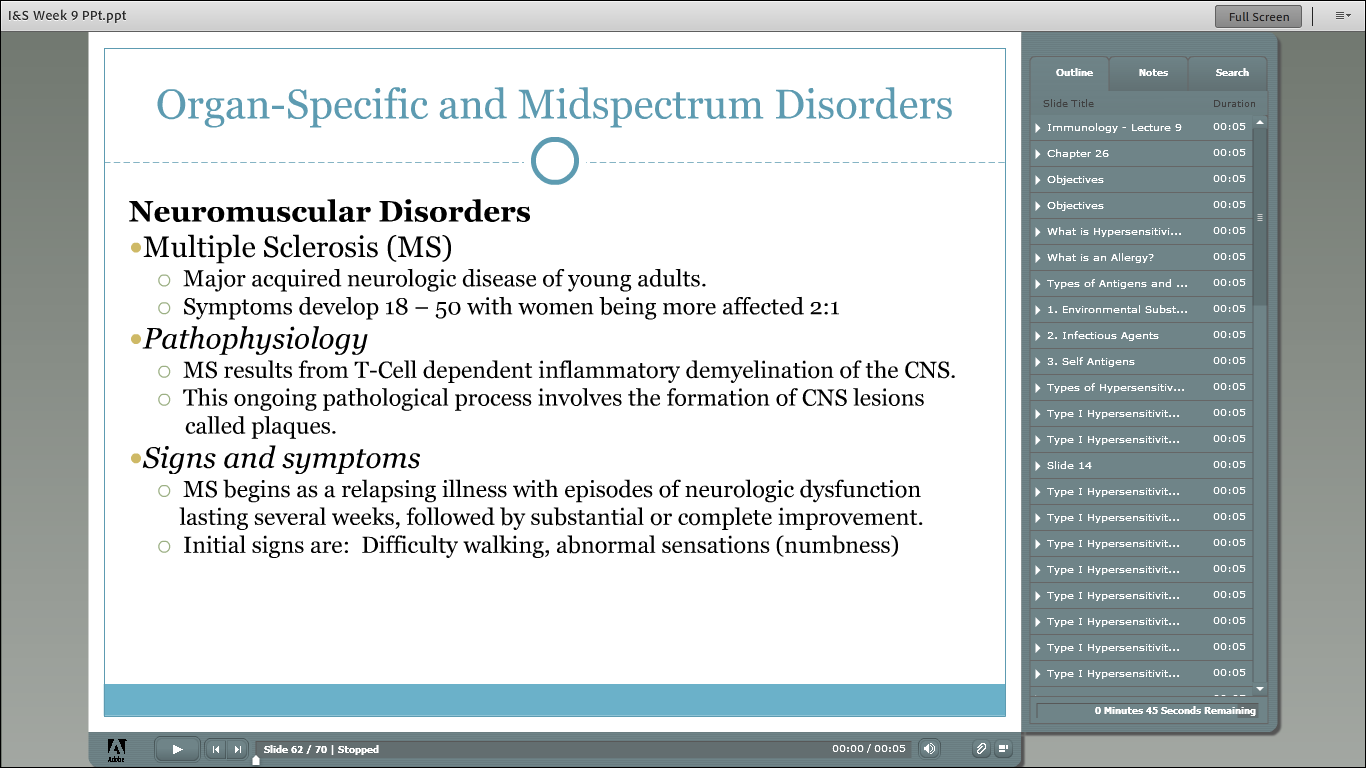 I&S Week 9 PPt.ppt
Full Screen
Organ-Specific and Midspectrum Disorders
Neuromuscular Disorders
•Multiple Sclerosis (MS)
○ Major acquired neurologic disease of young adults.
○ Symptoms develop 18 – 50 with women being more affected 2:1
•Pathophysiology
○ MS results from T-Cell dependent inflammatory demyelination of the CNS.
○ This ongoing pathological process involves the formation of CNS lesions
called plaques.
•Signs and symptoms
○ MS begins as a relapsing illness with episodes of neurologic dysfunction
lasting several weeks, followed by substantial or complete improvement.
○ Initial signs are:  Difficulty walking, abnormal sensations (numbness)
Outline Notes Search
Slide Title Duration
Immunology - Lecture 9 00:05
Chapter 26 00:05
Objectives 00:05
Objectives 00:05
What is Hypersensitivi... 00:05
What is an Allergy? 00:05
Types of Antigens and ... 00:05
1. Environmental Subst... 00:05
2. Infectious Agents 00:05
3. Self Antigens 00:05
Types of Hypersensitiv... 00:05
Type I Hypersensitivit... 00:05
Type I Hypersensitivit... 00:05
Slide 14 00:05
Type I Hypersensitivit... 00:05
Type I Hypersensitivit... 00:05
Type I Hypersensitivit... 00:05
Type I Hypersensitivit... 00:05
Type I Hypersensitivit... 00:05
Type I Hypersensitivit... 00:05
Type I Hypersensitivit... 00:05
Type I Hypersensitivit... 00:05
0 Minutes 45 Seconds Remaining
Adobe
Slide 62 / 70 | Stopped
00:00 / 00:05